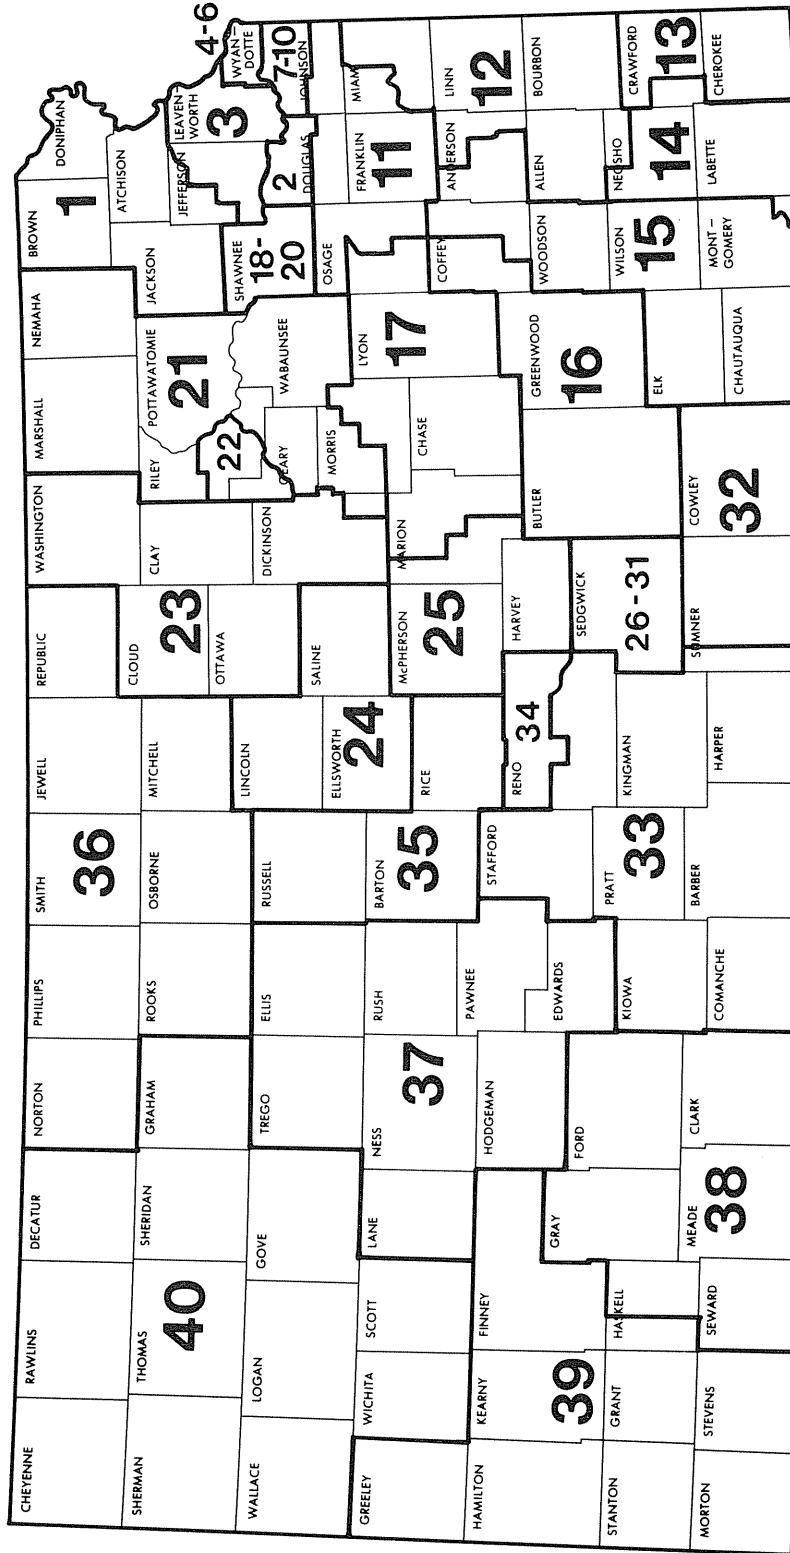 CHEYENNE
RAWLINS
DECATUR
NORTON
PHILLIPS
SMITH
JEWELL
REPUBLIC
WASHINGTON
MARSHALL
NEMAHA
BROWN
DONIPHAN
SHERMAN
THOMAS
SHERIDAN
GRAHAM
ROOKS
OSBORNE
MITCHELL
CLOUD
CLAY
RILEY
POTTAWATOMIE
JACKSON
ATCHISON
JEFFERSON
LEAVEN-
WORTH
WYAN-
DOTTE
4-6
40
36
23
22
21
1
3
WALLACE
LOGAN
GOVE
TREGO
ELLIS
RUSSELL
LINCOLN
OTTAWA
DICKINSON
GEARY
WABAUNSEE
SHAWNEE
18-
20
2
DOUGLAS
7-10
JOHNSON
GREELEY
WICHITA
SCOTT
LANE
NESS
RUSH
BARTON
ELLSWORTH
SALINE
MORRIS
LYON
OSAGE
FRANKLIN
MIAMI
37
35
24
25
17
11
12
HAMILTON
KEARNY
FINNEY
HODGEMAN
PAWNEE
STAFFORD
RICE
McPHERSON
MARION
CHASE
COFFEY
ANDERSON
LINN
39
GRAY
FORD
EDWARDS
RENO
34
HARVEY
BUTLER
GREENWOOD
16
WOODSON
ALLEN
BOURBON
STANTON
GRANT
HASKELL
KIOWA
PRATT
33
KINGMAN
SEDGWICK
26-31
ELK
WILSON
15
NEOSHO
14
CRAWFORD
13
MORTON
STEVENS
SEWARD
MEADE
38
CLARK
COMANCHE
BARBER
HARPER
SUMNER
COWLEY
32
CHAUTAUQUA
MONT-
GOMERY
LABETTE
CHEROKEE